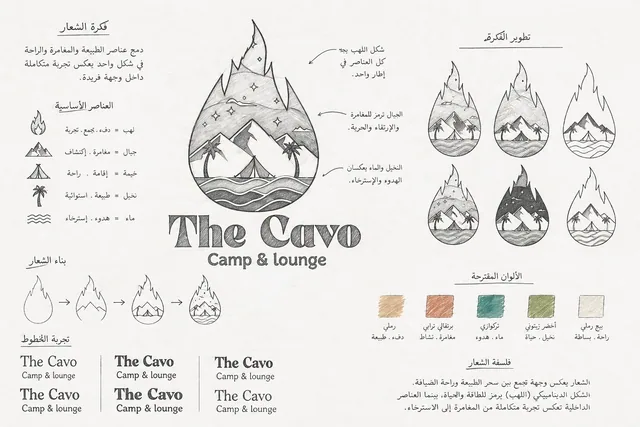 فكرة الشعار
دمج عناصر الطبيعة والمغامرة والراحة
في شكل واحد يعكس تجربة متكاملة
داخل وجهة فريدة.
العناصر الأساسية
لهب = دفء . تجمع . تجربة
جبال = مغامرة . إكتشاف
خيمة = إقامة . راحة
نخيل = طبيعة . استوائية
ماء = هدوء . إسترخاء
شكل اللهب يجمع
كل العناصر في
إطار واحد.
الجبال ترمز للمغامرة
والإرتقاء والحرية.
النخيل والماء يعكسان
الهدوء والإسترخاء.
The Cavo
Camp & lounge
بناء الشعار
تجربة الخطوط
The Cavo
Camp & lounge
The Cavo
Camp & lounge
The Cavo
Camp & lounge
The Cavo
Camp & lounge
The Cavo
Camp & lounge
The Cavo
Camp & lounge
تطوير الفكرة
الألوان المقترحة
رملي
دفء . طبيعة
برتقالي ترابي
مغامرة . نشاط
تركوازي
ماء . هدوء
أخضر زيتوني
نخيل . حياة
بيج رملي
راحة . بساطة
فلسفة الشعار
الشعار يعكس وجهة تجمع بين سحر الطبيعة وراحة الضيافة.
الشكل الديناميكي (اللهب) يرمز للطاقة والحياة، بينما العناصر
الداخلية تعكس تجربة متكاملة من المغامرة إلى الاسترخاء.